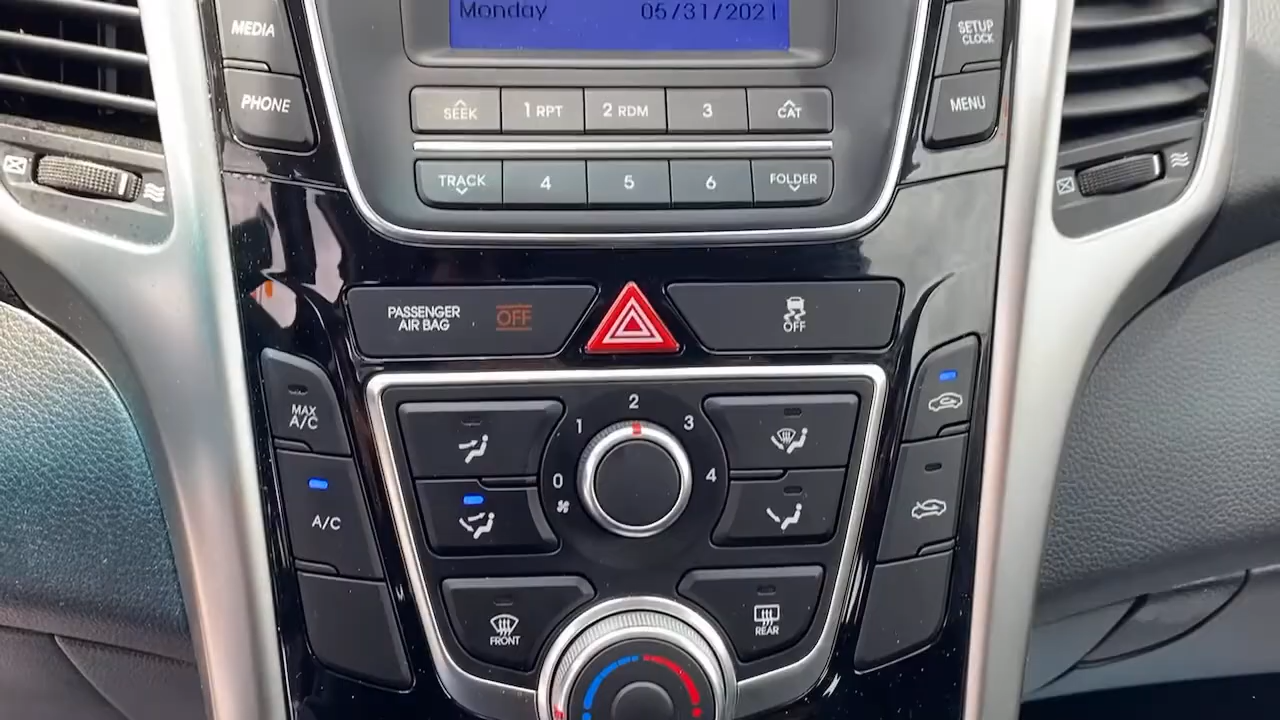 Monday 05/31/2021
MEDIA
SETUP
CLOCK
PHONE
MENU
SEEK 1 RPT 2 RDM 3 CAT
TRACK 4 5 6 FOLDER
PASSENGER
AIR BAG OFF
OFF
MAX
A/C
A/C
0 1 2 3 4
FRONT
REAR